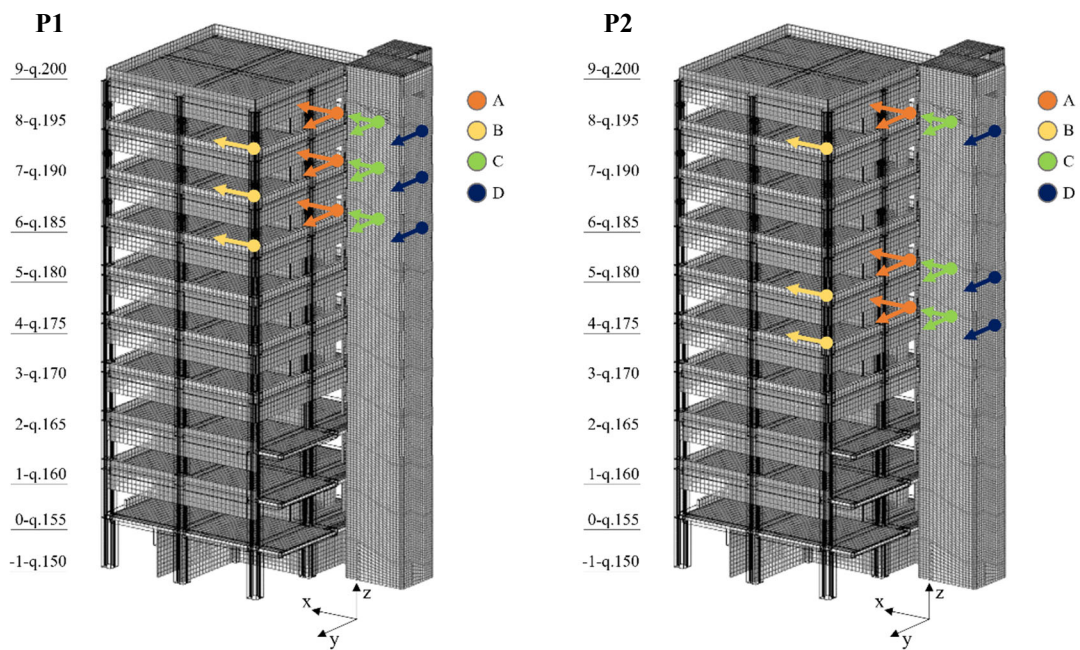 P1
9-q.200
8-q.195
7-q.190
6-q.185
5-q.180
4-q.175
3-q.170
2-q.165
1-q.160
0-q.155
-1-q.150
A
B
C
D
x
y
z
P2
9-q.200
8-q.195
7-q.190
6-q.185
5-q.180
4-q.175
3-q.170
2-q.165
1-q.160
0-q.155
-1-q.150
A
B
C
D
x
y
z